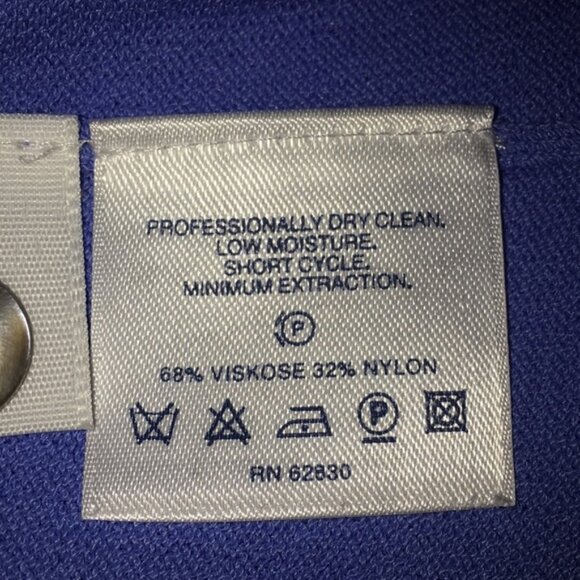 PROFESSIONALLY DRY CLEAN.
LOW MOISTURE.
SHORT CYCLE.
MINIMUM EXTRACTION.
P
68% VISKOSE 32% NYLON
P
RN 62830